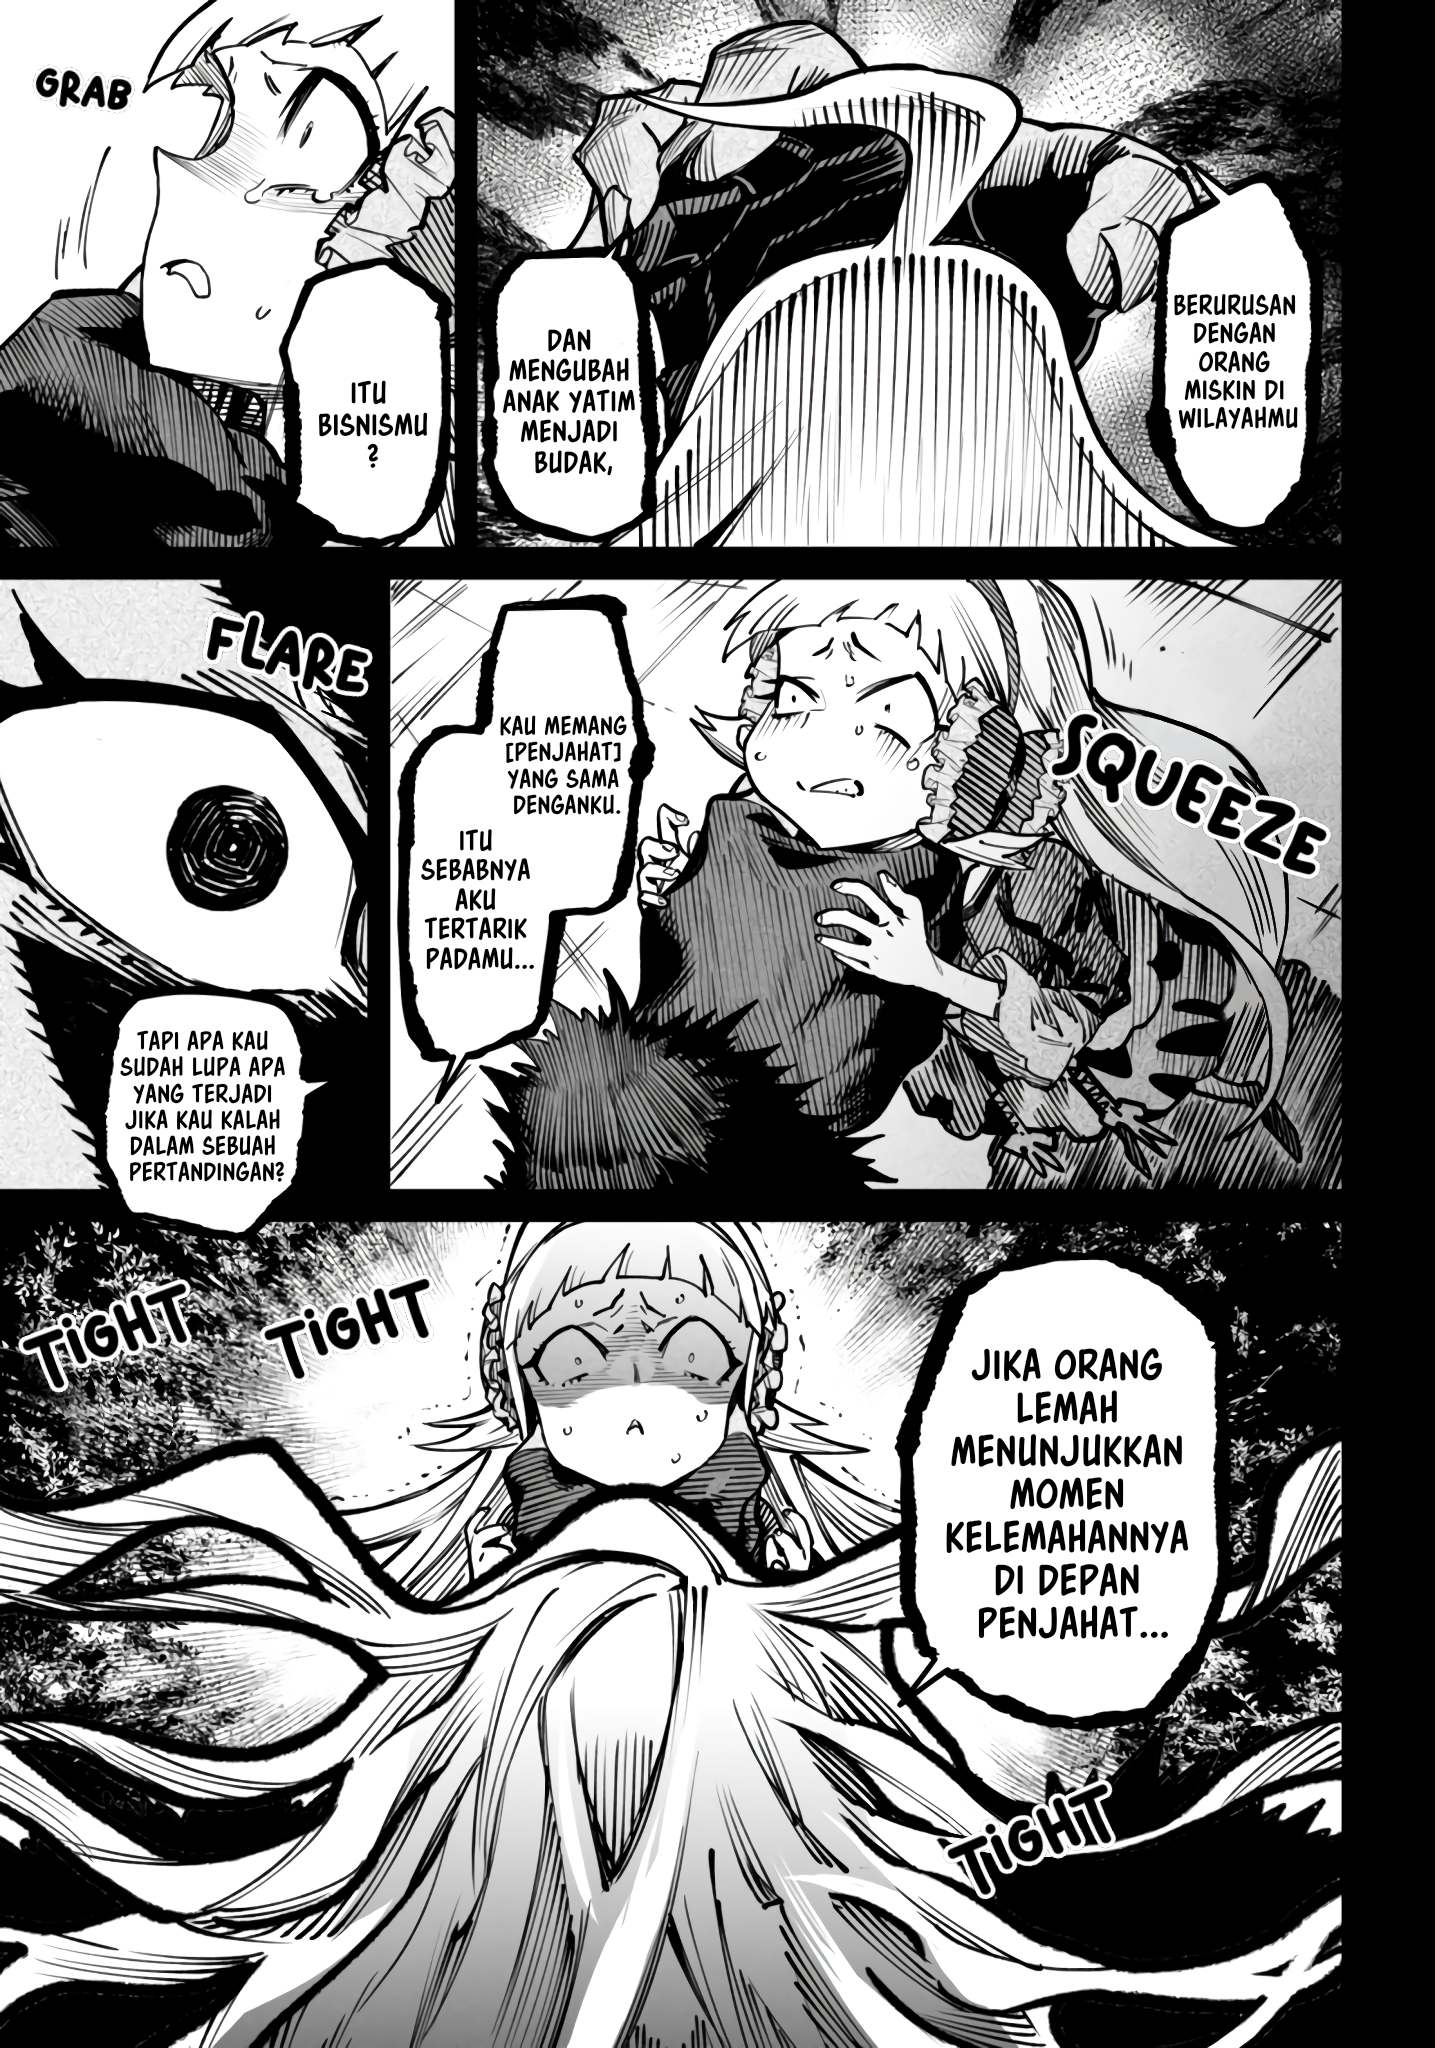 BERURUSAN
DENGAN
ORANG
MISKIN DI
WILAYAHMU
DAN
MENGUBAH
ANAK YATIM
MENJADI
BUDAK,
GRAB
ITU
BISNISMU
?
SQUEEZE
KAU MEMANG
[PENJAHAT]
YANG SAMA
DENGANKU.
ITU
SEBABNYA
AKU
TERTARIK
PADAMU...
FLARE
TAPI APA KAU
SUDAH LUPA APA
YANG TERJADI
JIKA KAU KALAH
DALAM SEBUAH
PERTANDINGAN?
JIKA ORANG
LEMAH
MENUNJUKKAN
MOMEN
KELEMAHANNYA
DI DEPAN
PENJAHAT...
TIGHT
TIGHT
TIGHT